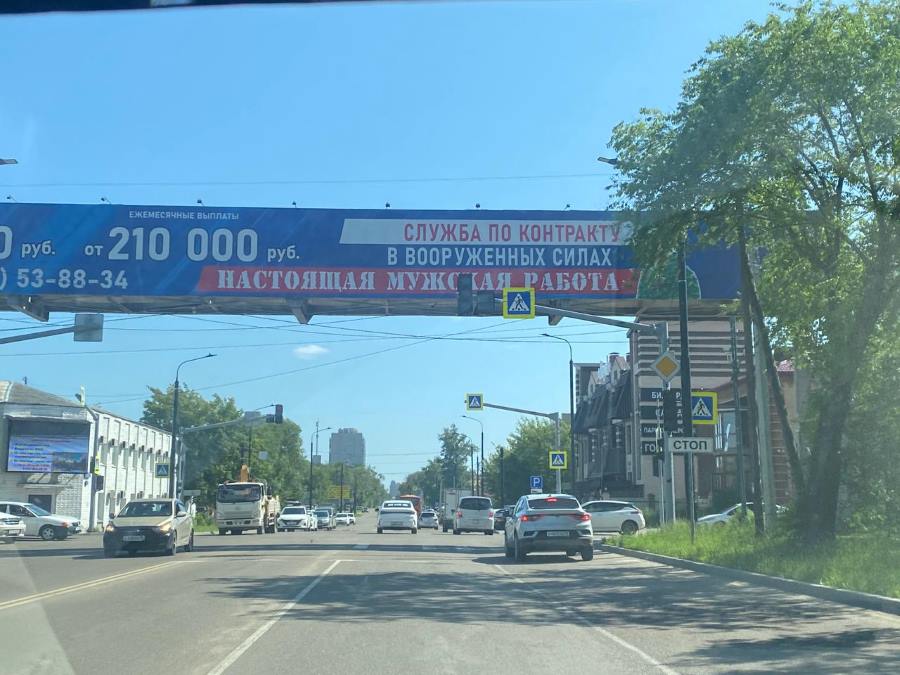 ЕЖЕМЕСЯЧНЫЕ ВЫПЛАТЫ
0 руб. от 210 000 руб.
) 53-88-34
СЛУЖБА ПО КОНТРАКТУ
В ВООРУЖЕННЫХ СИЛАХ
НАСТОЯЩАЯ МУЖСКАЯ РАБОТА
СТОП
P